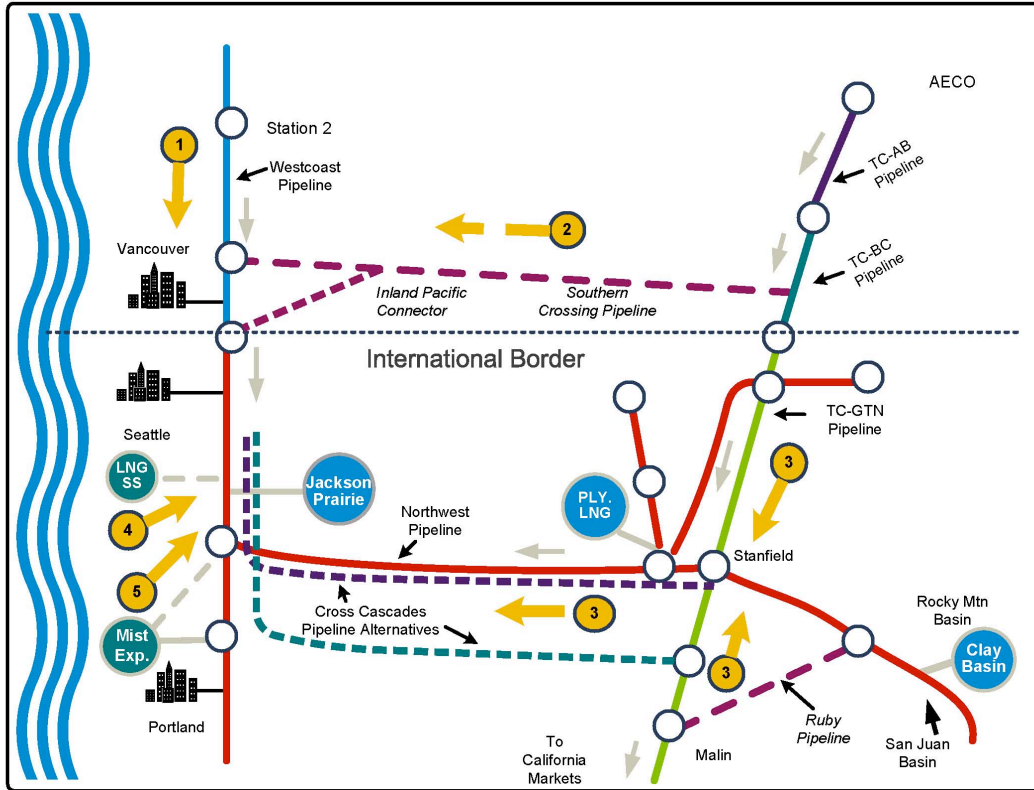 AECO
Station 2
1
Westcoast
Pipeline
TC-AB
Pipeline
2
Vancouver
TC-BC
Pipeline
Inland Pacific
Connector
Southern
Crossing Pipeline
International Border
TC-GTN
Pipeline
Seattle
LNG
SS
Jackson
Prairie
PLY.
LNG
3
4
Northwest
Pipeline
Stanfield
5
Cross Cascades
Pipeline Alternatives
3
Rocky Mtn
Basin
Mist
Exp.
Clay
Basin
3
Portland
Ruby
Pipeline
To
California
Markets
Malin
San Juan
Basin